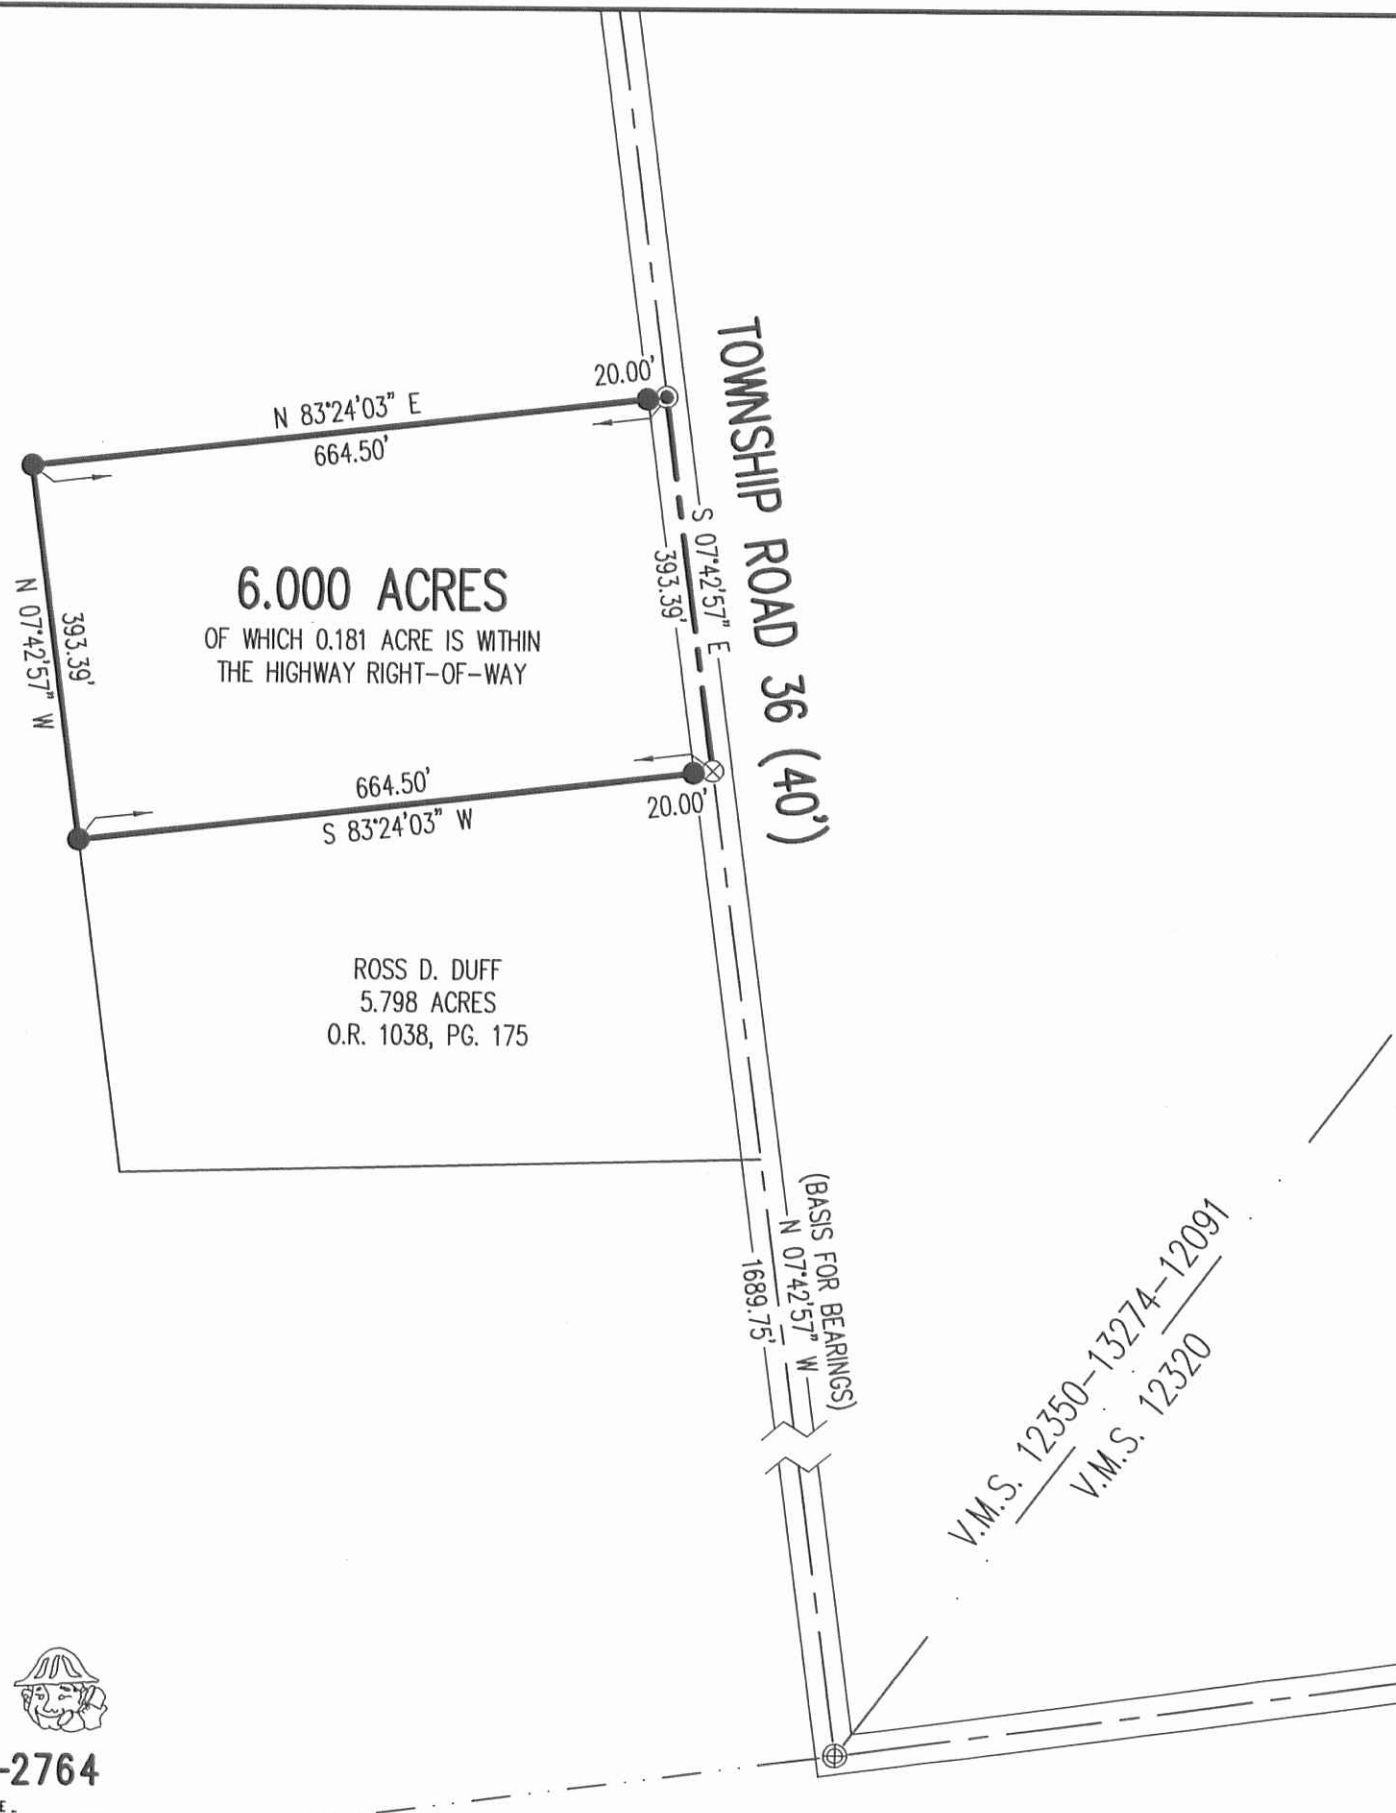 20.00'
N 83°24'03" E
664.50'
TOWNSHIP ROAD 36 (40')
S 07°42'57" E
393.39'
6.000 ACRES
OF WHICH 0.181 ACRE IS WITHIN
THE HIGHWAY RIGHT-OF-WAY
393.39'
N 07°42'57" W
664.50'
S 83°24'03" W
20.00'
ROSS D. DUFF
5.798 ACRES
O.R. 1038, PG. 175
(BASIS FOR BEARINGS)
N 07°42'57" W
1689.75'
V.M.S. 12350-13274-12091
V.M.S. 12320
-2764
E.